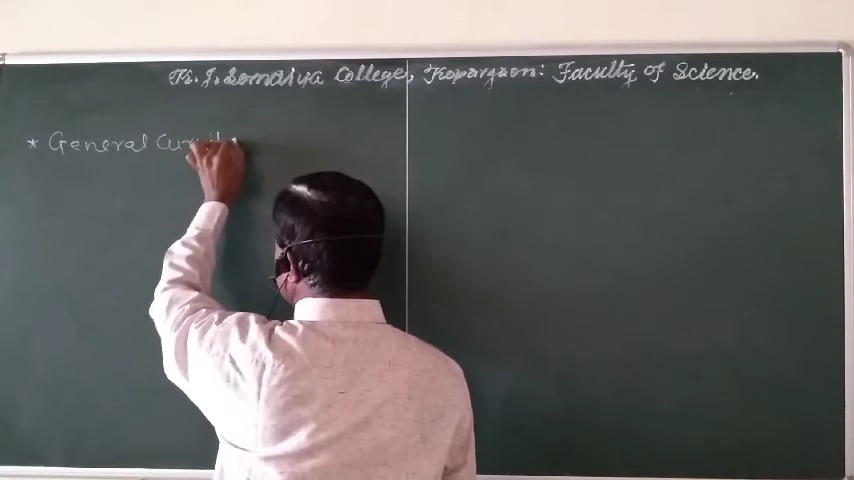 K. J. Somaiya College, Kopargaon: Faculty of Science.
* General